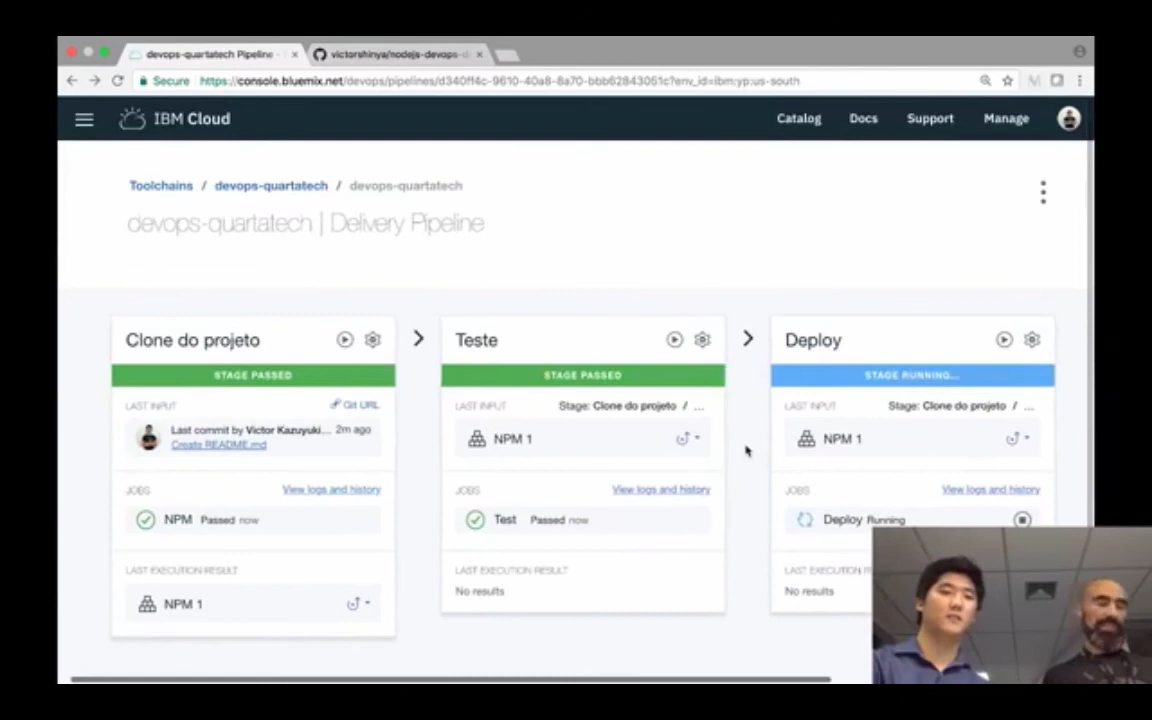 devops-quartatech Pipeline -
victorshinya/nodejs-devops-d
Secure https://console.bluemix.net/devops/pipelines/d340ff4c-9610-40a8-8a70-bbb62843061c?env_id=ibm:yp:us-south
IBM Cloud
Catalog Docs Support Manage
Toolchains / devops-quartatech / devops-quartatech
devops-quartatech | Delivery Pipeline
Clone do projeto
STAGE PASSED
LAST INPUT Git URL
Last commit by Victor Kazuyuki... 2m ago
Create README.md
JOBS View logs and history
NPM Passed now
LAST EXECUTION RESULT
NPM 1
Teste
STAGE PASSED
LAST INPUT Stage: Clone do projeto / ...
NPM 1
JOBS View logs and history
Test Passed now
LAST EXECUTION RESULT
No results
Deploy
STAGE RUNNING...
LAST INPUT Stage: Clone do projeto / ...
NPM 1
JOBS View logs and history
Deploy Running
LAST EXECUTION
No results